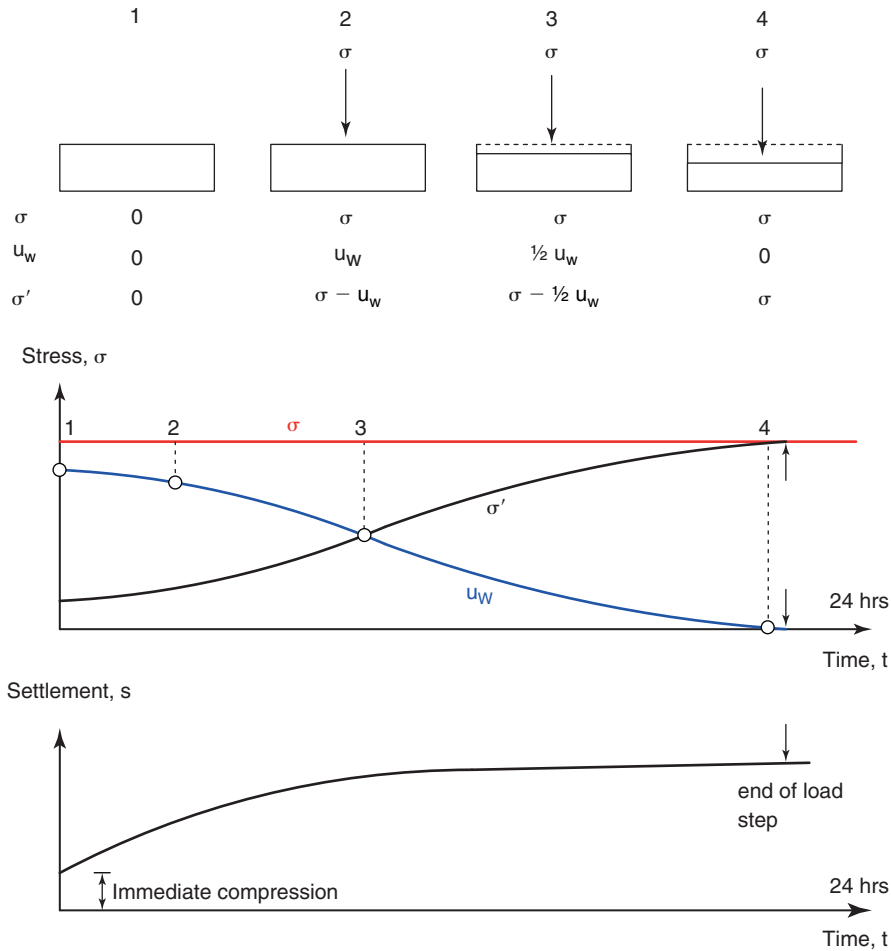 1 2 3 4
σ σ σ
σ 0 σ σ σ
u_w 0 u_w ½ u_w 0
σ′ 0 σ − u_w σ − ½ u_w σ
Stress, σ
1 2 σ 3 4
σ′
u_w
24 hrs
Time, t
Settlement, s
end of load
step
Immediate compression
24 hrs
Time, t